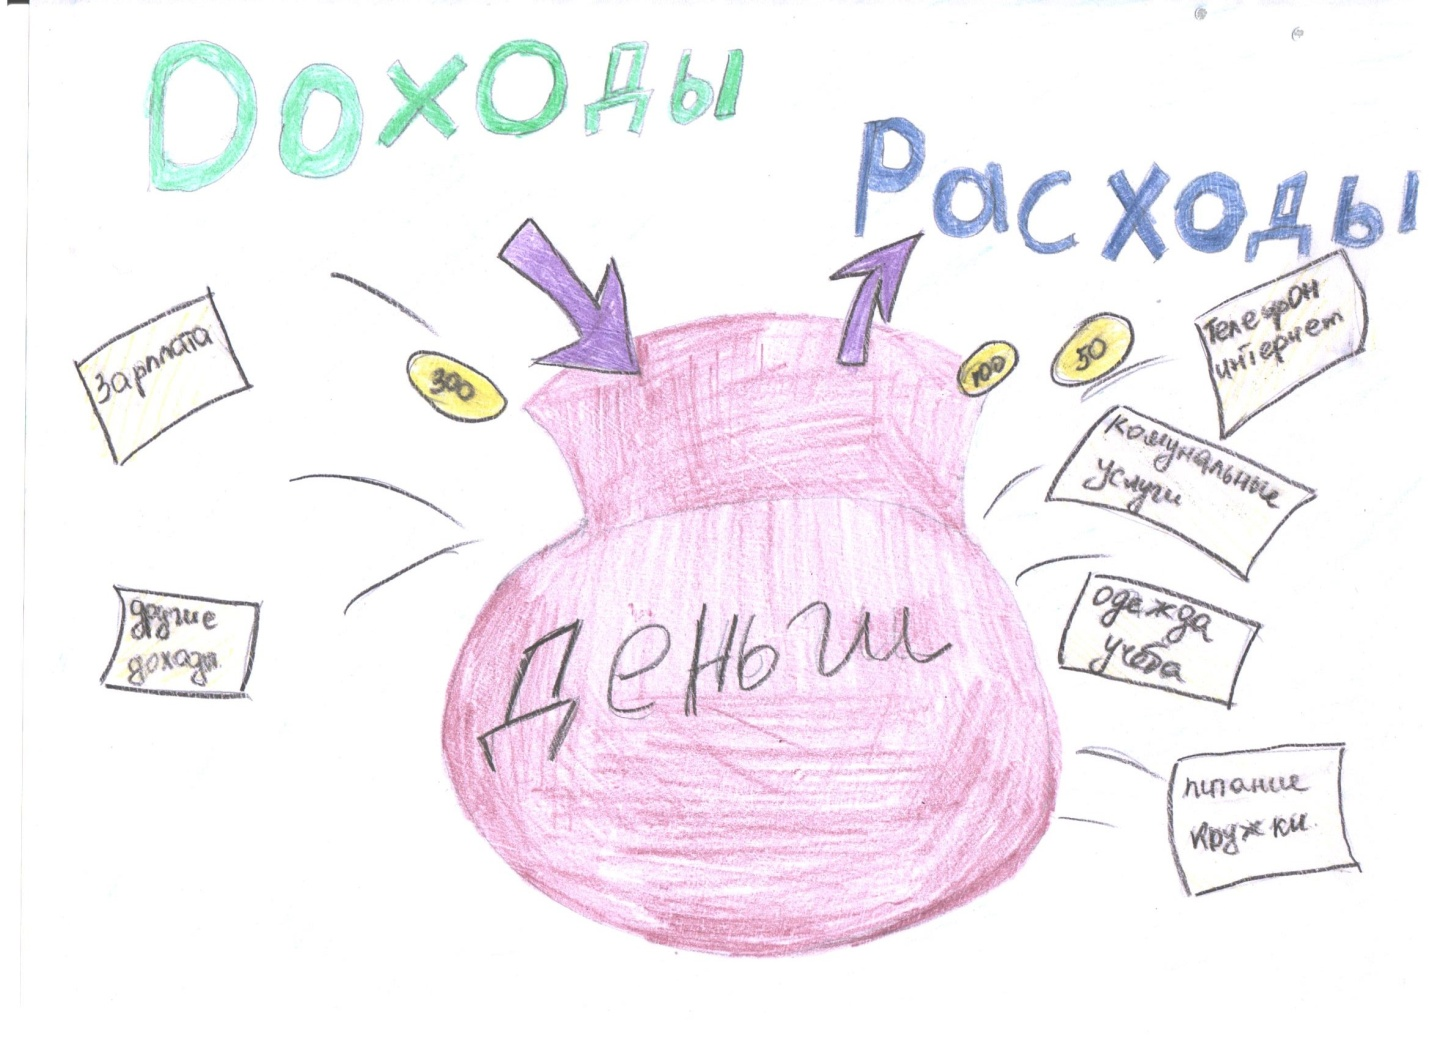 Доходы
Расходы
зарплата
300
другие
доходы
Деньги
100
50
Телефон
интернет
комунальные
услуги
одежда
учёба
питание
кружки